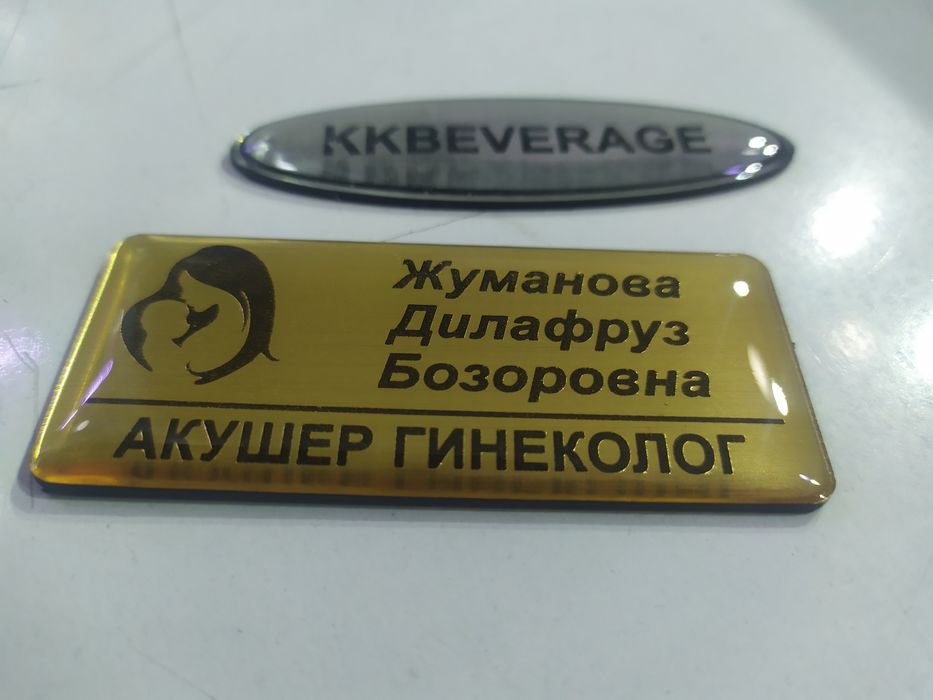 KKBEVERAGE
Жуманова
Дилафруз
Бозоровна
АКУШЕР ГИНЕКОЛОГ